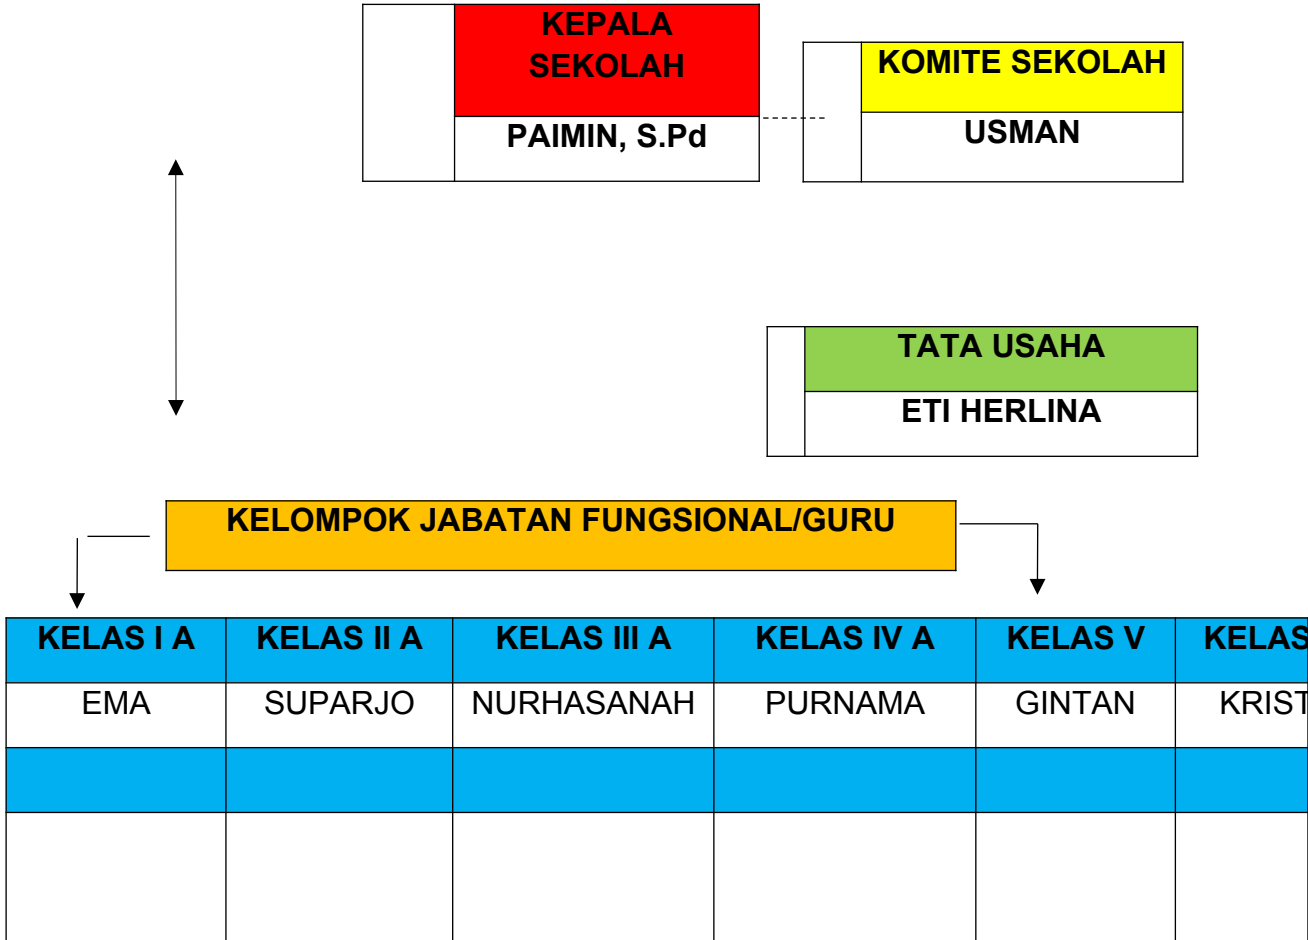 KEPALA
SEKOLAH
PAIMIN, S.Pd
KOMITE SEKOLAH
USMAN
TATA USAHA
ETI HERLINA
KELOMPOK JABATAN FUNGSIONAL/GURU
KELAS I A KELAS II A KELAS III A KELAS IV A KELAS V KELAS
EMA SUPARJO NURHASANAH PURNAMA GINTAN